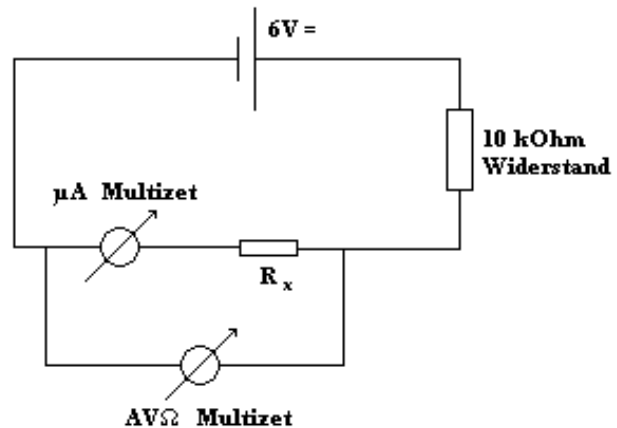 6V =
10 kOhm
Widerstand
µA Multizet
R x
AVΩ Multizet